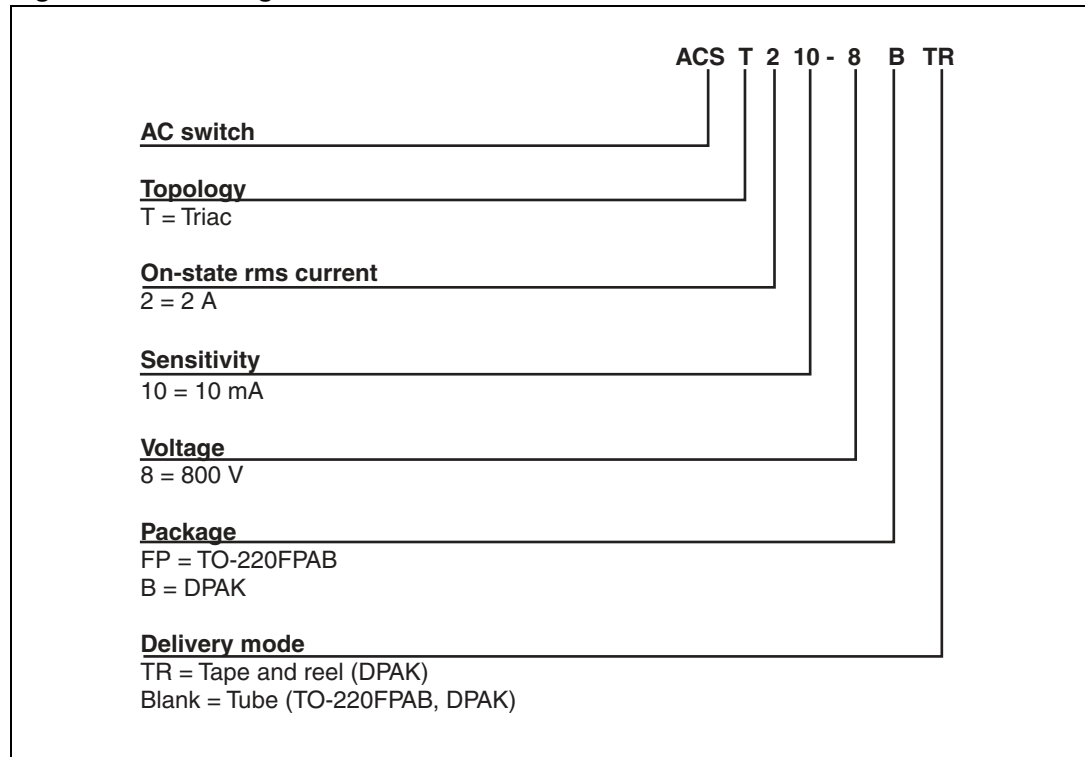 ACS T 2 10 - 8 B TR
AC switch
Topology
T = Triac
On-state rms current
2 = 2 A
Sensitivity
10 = 10 mA
Voltage
8 = 800 V
Package
FP = TO-220FPAB
B = DPAK
Delivery mode
TR = Tape and reel (DPAK)
Blank = Tube (TO-220FPAB, DPAK)